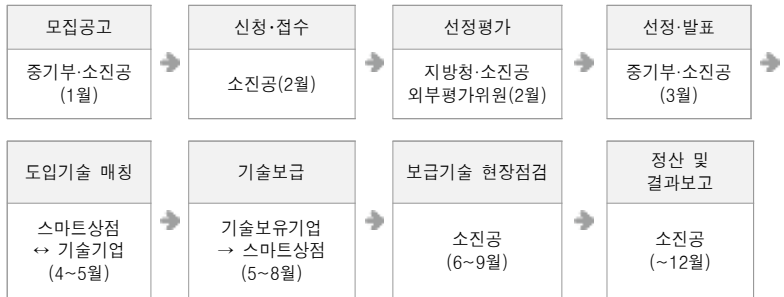 모집공고
중기부·소진공
(1월)
신청·접수
소진공(2월)
선정평가
지방청·소진공
외부평가위원(2월)
선정·발표
중기부·소진공
(3월)
도입기술 매칭
스마트상점
↔ 기술기업
(4~5월)
기술보급
기술보유기업
→ 스마트상점
(5~8월)
보급기술 현장점검
소진공
(6~9월)
정산 및
결과보고
소진공
(~12월)